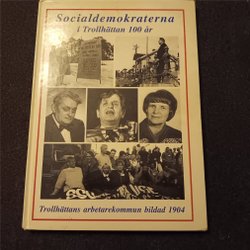 Socialdemokraterna
i Trollhättan 100 år
Trollhättans arbetarekommun bildad 1904